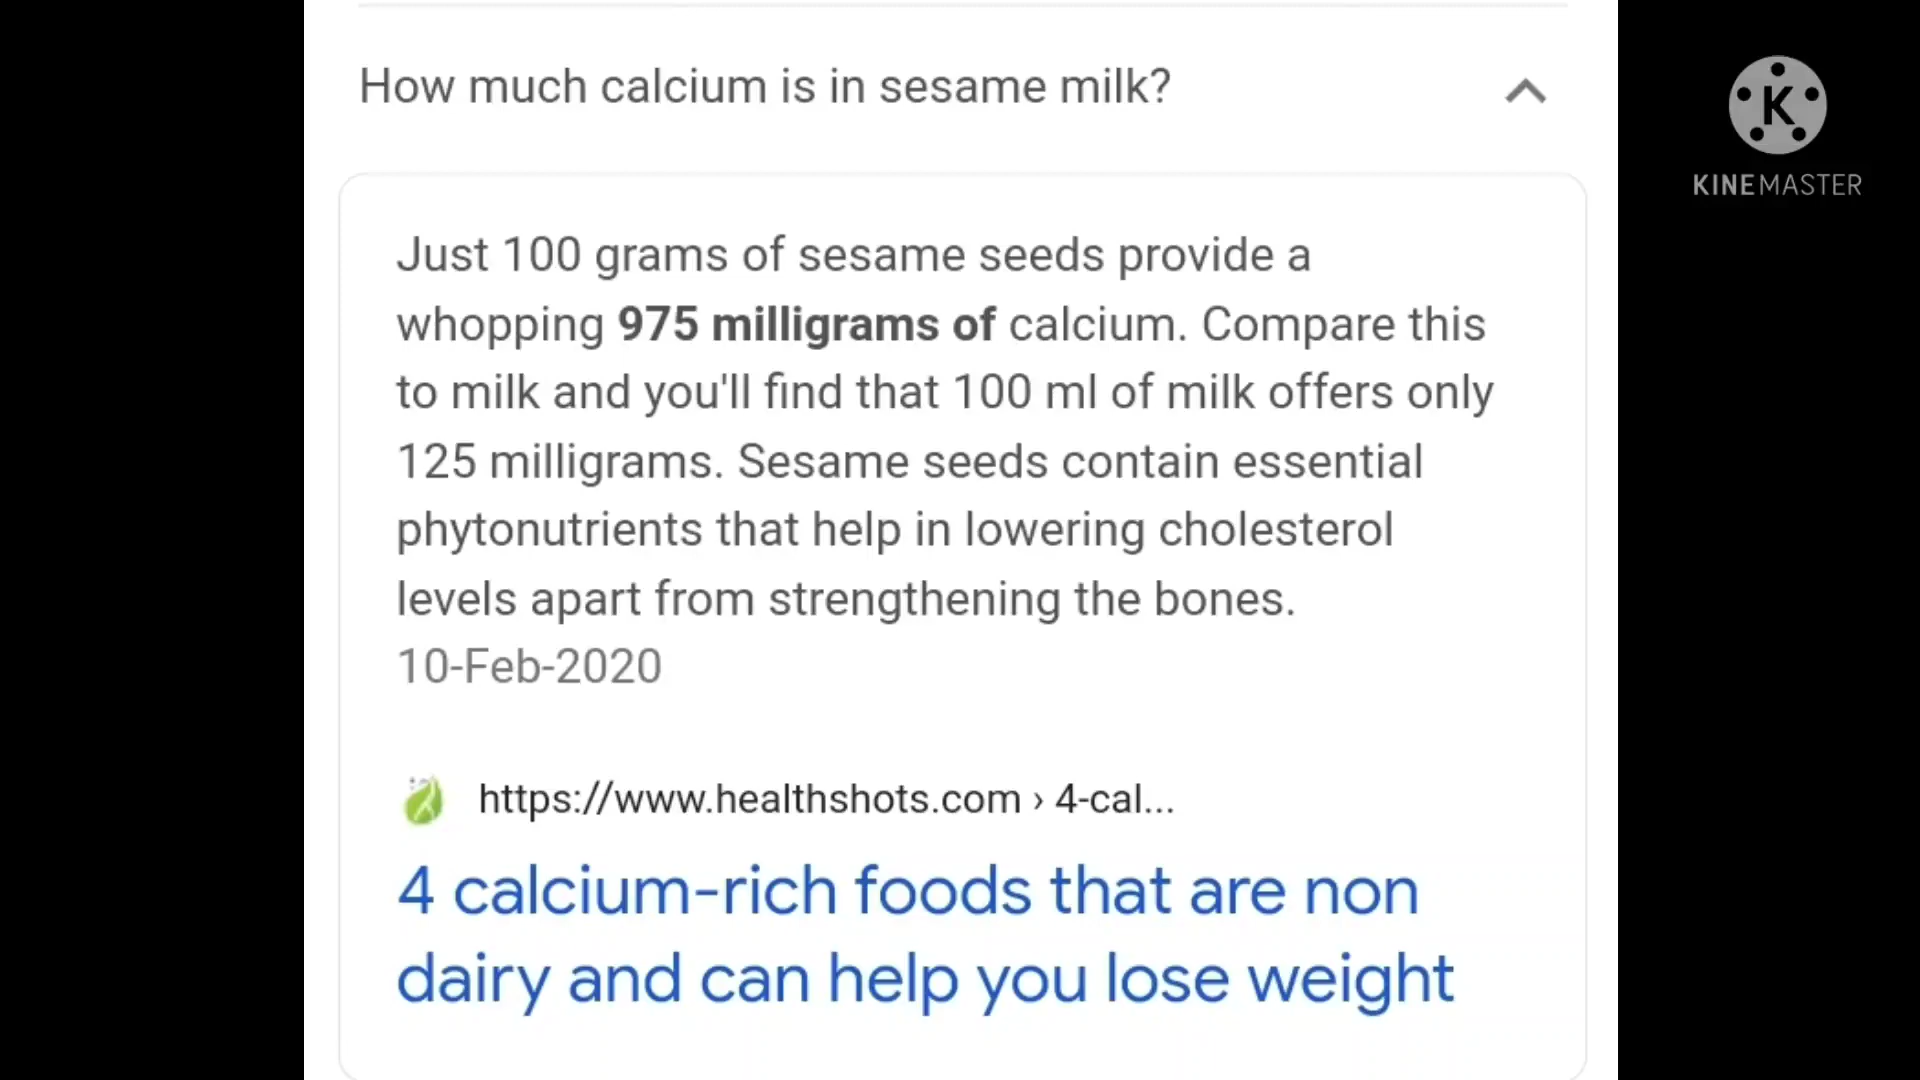 How much calcium is in sesame milk?
K
KINEMASTER
Just 100 grams of sesame seeds provide a
whopping 975 milligrams of calcium. Compare this
to milk and you'll find that 100 ml of milk offers only
125 milligrams. Sesame seeds contain essential
phytonutrients that help in lowering cholesterol
levels apart from strengthening the bones.
10-Feb-2020
https://www.healthshots.com › 4-cal...
4 calcium-rich foods that are non
dairy and can help you lose weight